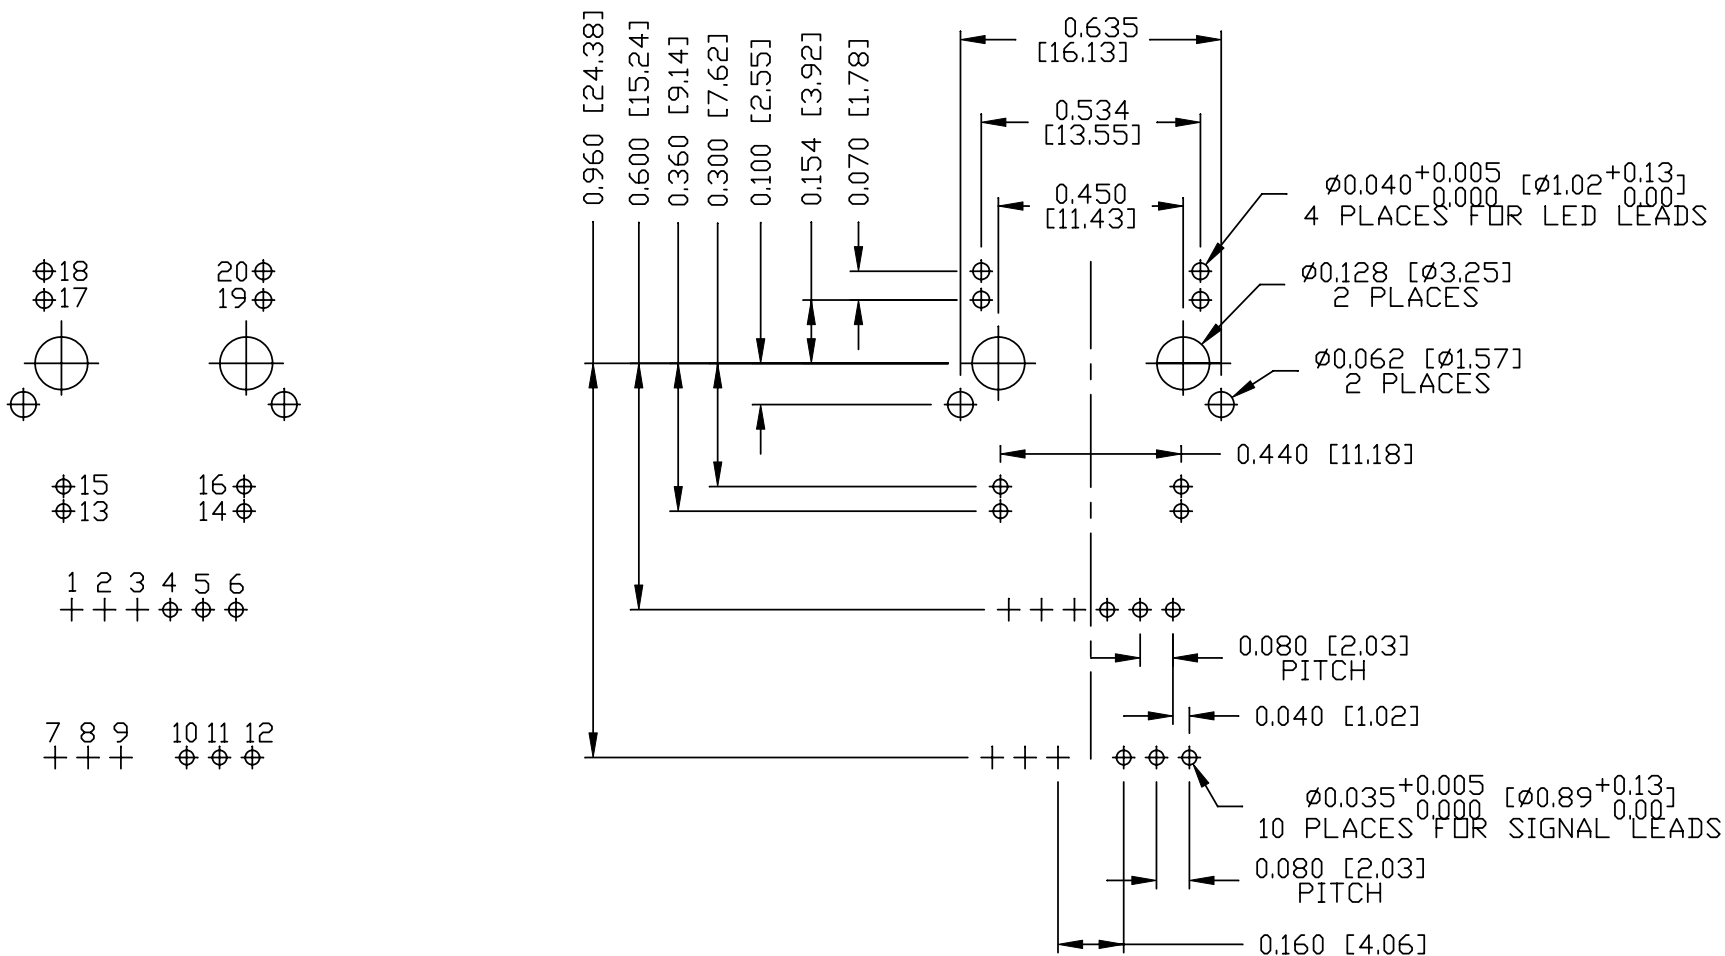 0.960 [24.38]
0.600 [15.24]
0.360 [9.14]
0.300 [7.62]
0.100 [2.55]
0.154 [3.92]
0.070 [1.78]
0.635
[16.13]
0.534
[13.55]
0.450
[11.43]
Ø0.040 +0.005 0.000 [Ø1.02 +0.13 0.00]
4 PLACES FOR LED LEADS
Ø0.128 [Ø3.25]
2 PLACES
Ø0.062 [Ø1.57]
2 PLACES
0.440 [11.18]
0.080 [2.03]
PITCH
0.040 [1.02]
Ø0.035 +0.005 0.000 [Ø0.89 +0.13 0.00]
10 PLACES FOR SIGNAL LEADS
0.080 [2.03]
PITCH
0.160 [4.06]
18 20
17 19
15 16
13 14
1 2 3 4 5 6
7 8 9 10 11 12